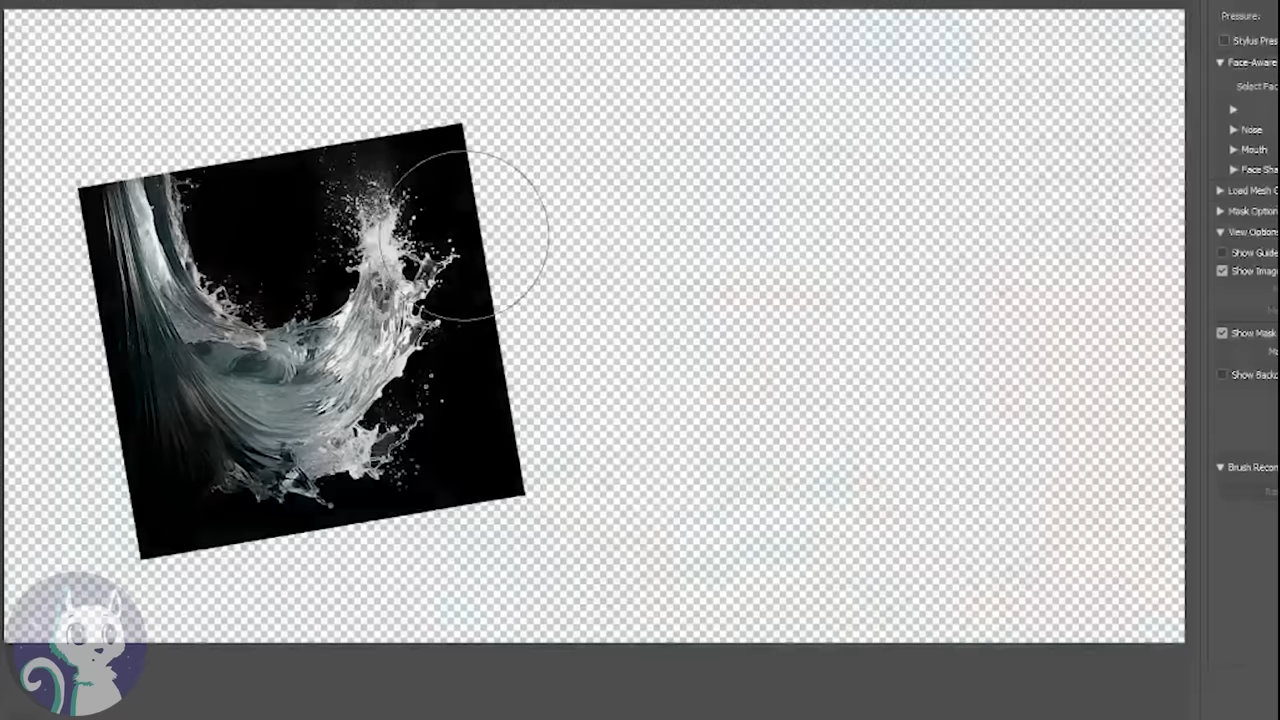 Pressure:
Stylus Pres
Face-Aware
Select Fac
Nose
Mouth
Face Sha
Load Mesh O
Mask Option
View Option
Show Guide
Show Imag
Show Mask
Show Backd
Brush Recon